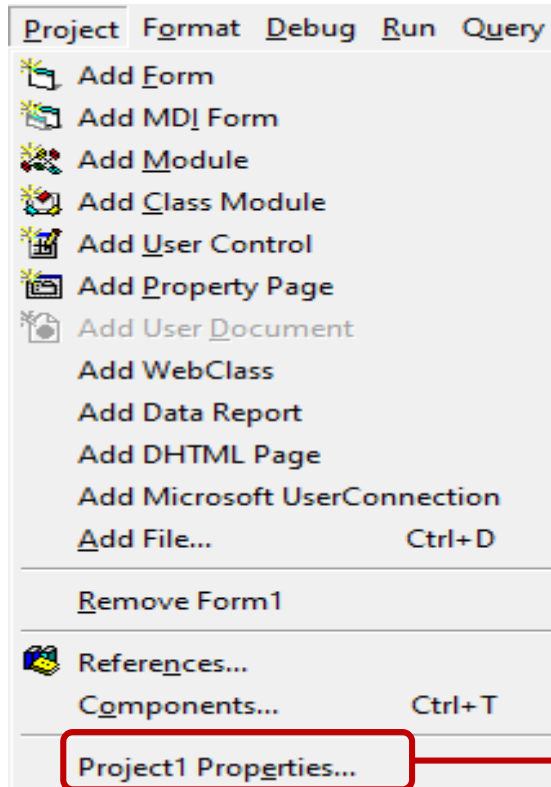 Project Format Debug Run Query
Add Form
Add MDI Form
Add Module
Add Class Module
Add User Control
Add Property Page
Add User Document
Add WebClass
Add Data Report
Add DHTML Page
Add Microsoft UserConnection
Add File... Ctrl+D
Remove Form1
References...
Components... Ctrl+T
Project1 Properties...